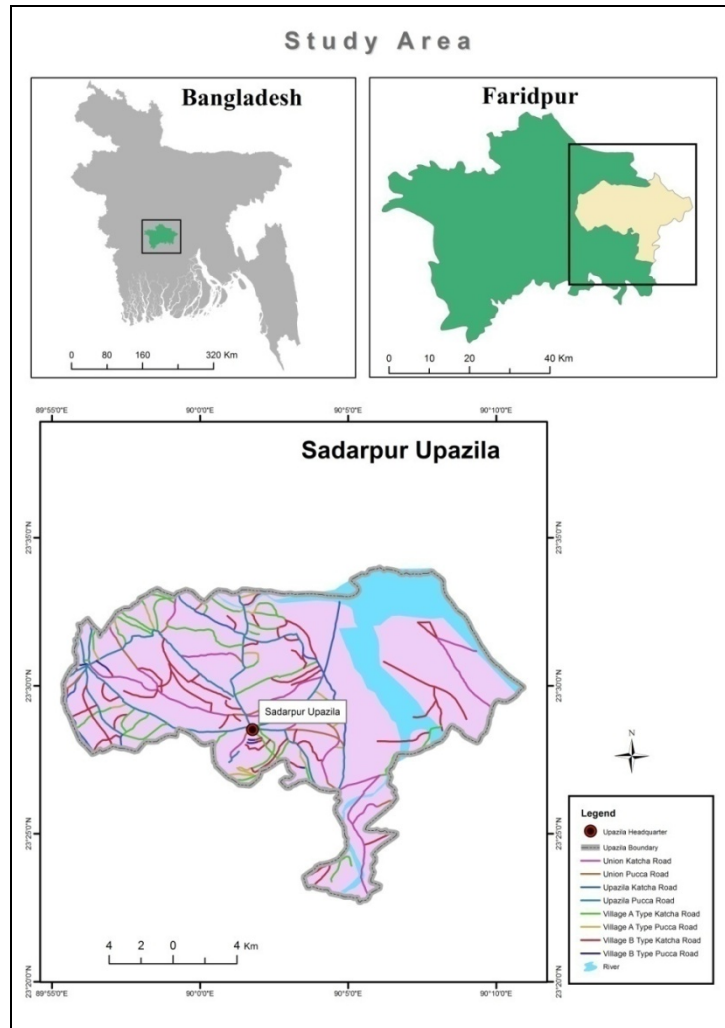 Study Area
Bangladesh
0 80 160 320 Km
Faridpur
0 10 20 40 Km
89°55'0"E 90°0'0"E 90°5'0"E 90°10'0"E
Sadarpur Upazila
23°35'0"N
23°35'0"N
23°30'0"N
23°30'0"N
Sadarpur Upazila
N
23°25'0"N
23°25'0"N
Legend
Upazila Headquarter
Upazila Boundary
Union Katcha Road
Union Pucca Road
Upazila Katcha Road
Upazila Pucca Road
Village A Type Katcha Road
Village A Type Pucca Road
Village B Type Katcha Road
Village B Type Pucca Road
River
4 2 0 4 Km
23°20'0"N
23°20'0"N
89°55'0"E 90°0'0"E 90°5'0"E 90°10'0"E